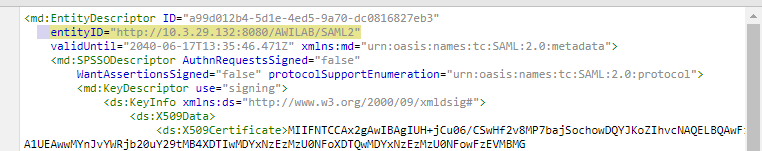 <md:EntityDescriptor ID="a99d012b4-5d1e-4ed5-9a70-dc0816827eb3"
entityID="http://10.3.29.132:8080/AWILAB/SAML2"
validUntil="2040-06-17T13:35:46.471Z" xmlns:md="urn:oasis:names:tc:SAML:2.0:metadata">
<md:SPSSODescriptor AuthnRequestsSigned="false"
WantAssertionsSigned="false" protocolSupportEnumeration="urn:oasis:names:tc:SAML:2.0:protocol">
<md:KeyDescriptor use="signing">
<ds:KeyInfo xmlns:ds="http://www.w3.org/2000/09/xmldsig#">
<ds:X509Data>
<ds:X509Certificate>MIIFNTCCAx2gAwIBAgIUH+jCu06/CSwHf2v8MP7bajSochowDQYJKoZIhvcNAQELBQAwF
A1UEAwwMYnJvYWRjb20uY29tMB4XDTIwMDYxNzEzMzU0NFoXDTQwMDYxNzEzMzU0NFowFzEVMBMG